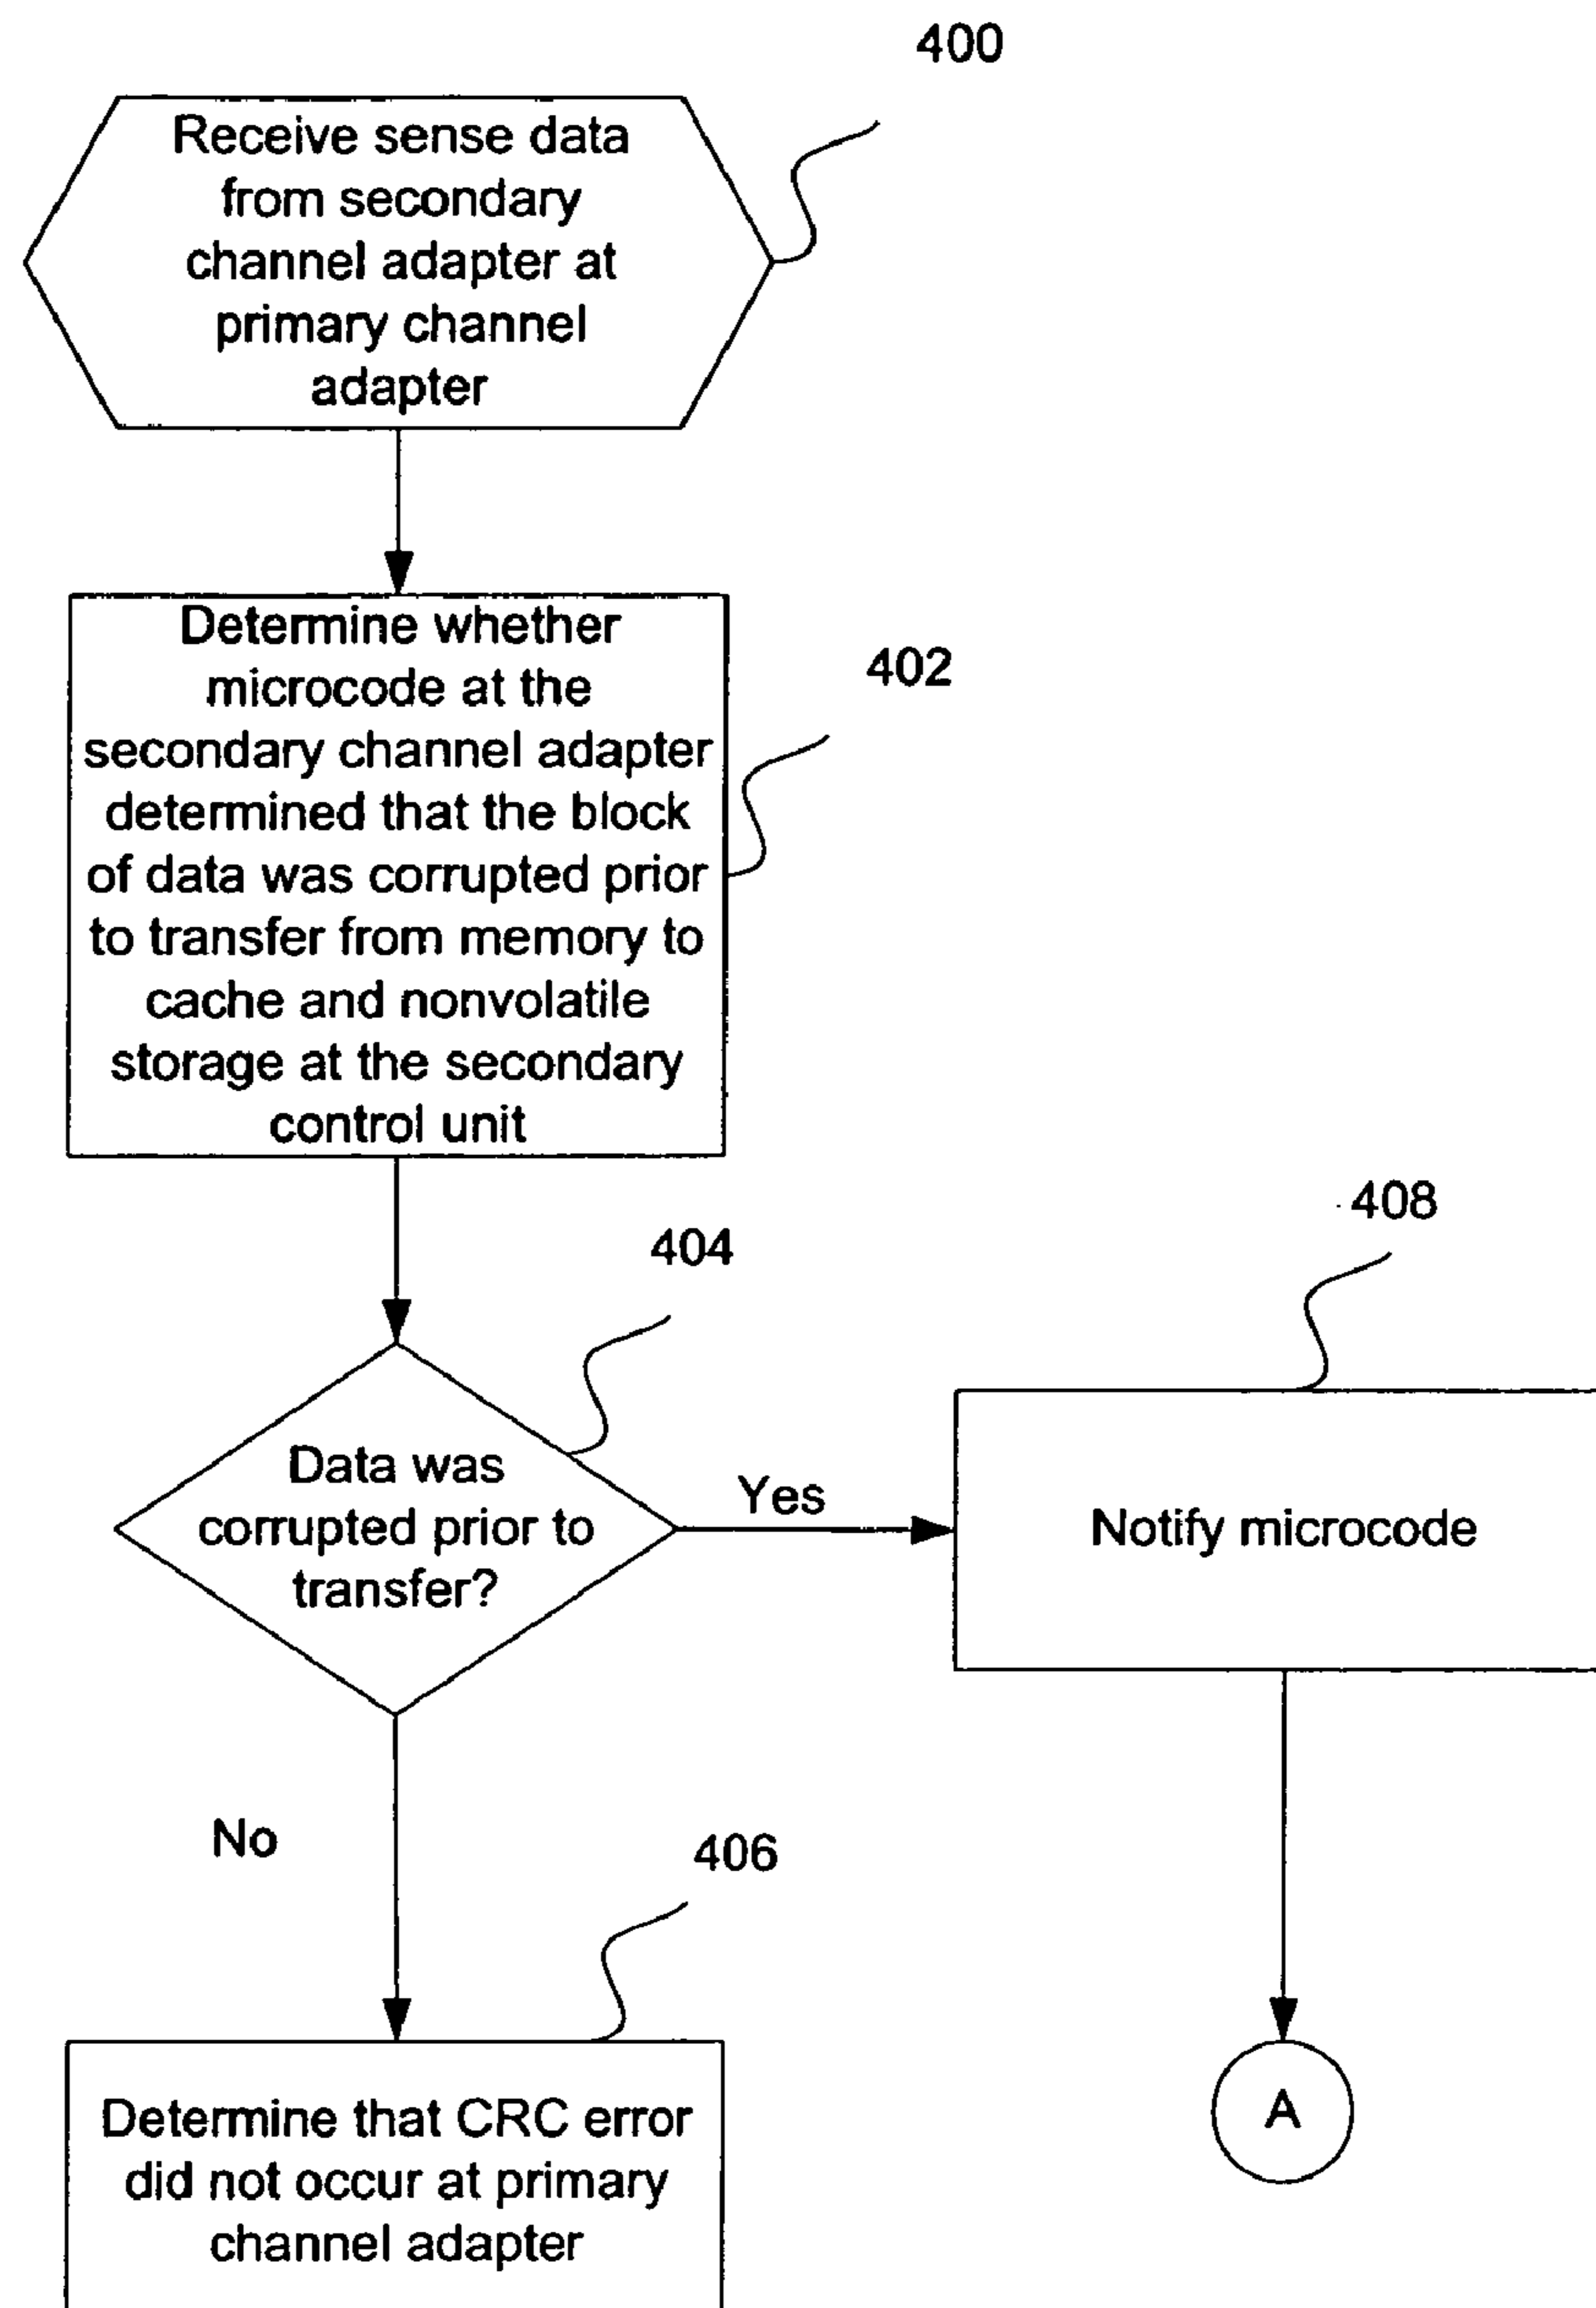 400
Receive sense data
from secondary
channel adapter at
primary channel
adapter
402
Determine whether
microcode at the
secondary channel adapter
determined that the block
of data was corrupted prior
to transfer from memory to
cache and nonvolatile
storage at the secondary
control unit
404
Data was
corrupted prior to
transfer?
Yes
408
Notify microcode
No
406
Determine that CRC error
did not occur at primary
channel adapter
A